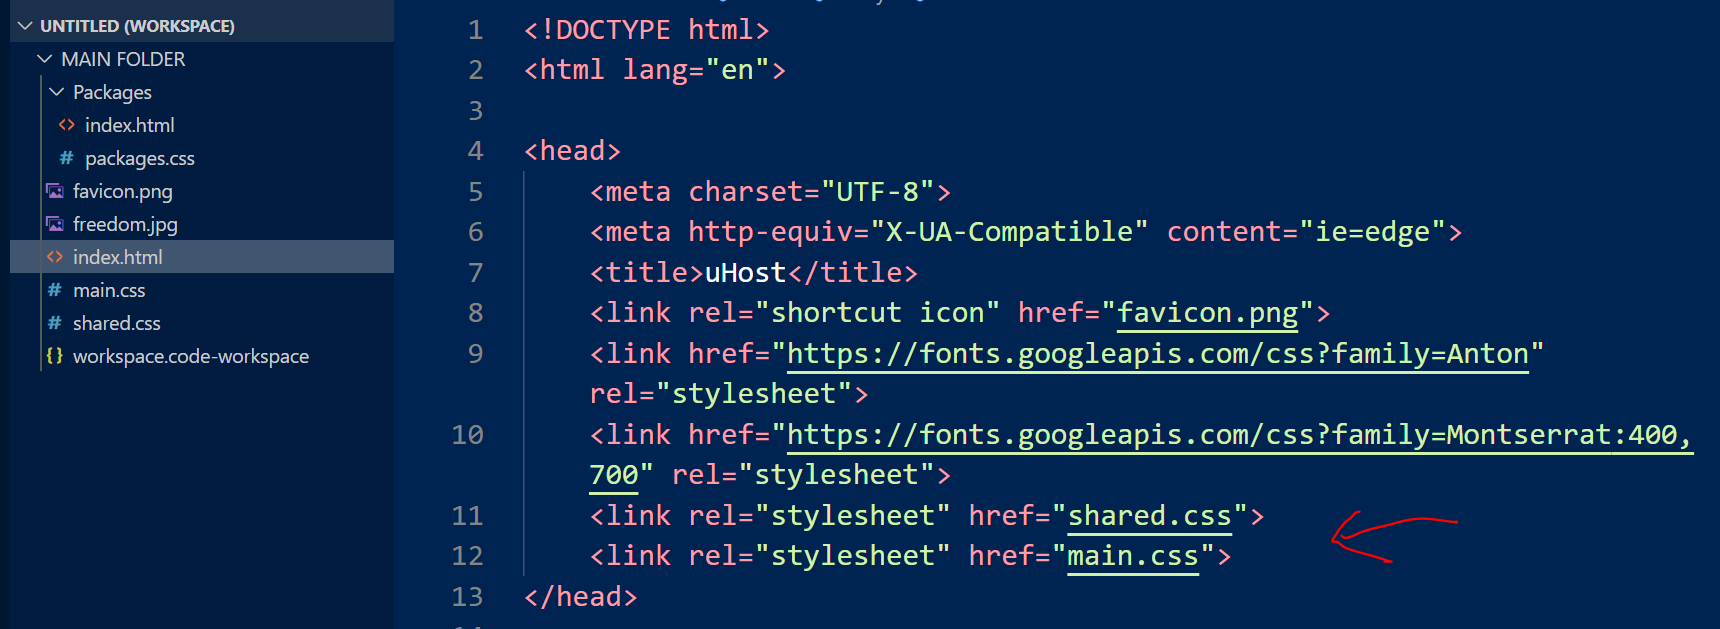 UNTITLED (WORKSPACE)
MAIN FOLDER
Packages
index.html
packages.css
favicon.png
freedom.jpg
index.html
main.css
shared.css
{} workspace.code-workspace
1 <!DOCTYPE html>
2 <html lang="en">
3
4 <head>
5 <meta charset="UTF-8">
6 <meta http-equiv="X-UA-Compatible" content="ie=edge">
7 <title>uHost</title>
8 <link rel="shortcut icon" href="favicon.png">
9 <link href="https://fonts.googleapis.com/css?family=Anton"
rel="stylesheet">
10 <link href="https://fonts.googleapis.com/css?family=Montserrat:400,
700" rel="stylesheet">
11 <link rel="stylesheet" href="shared.css">
12 <link rel="stylesheet" href="main.css">
13 </head>